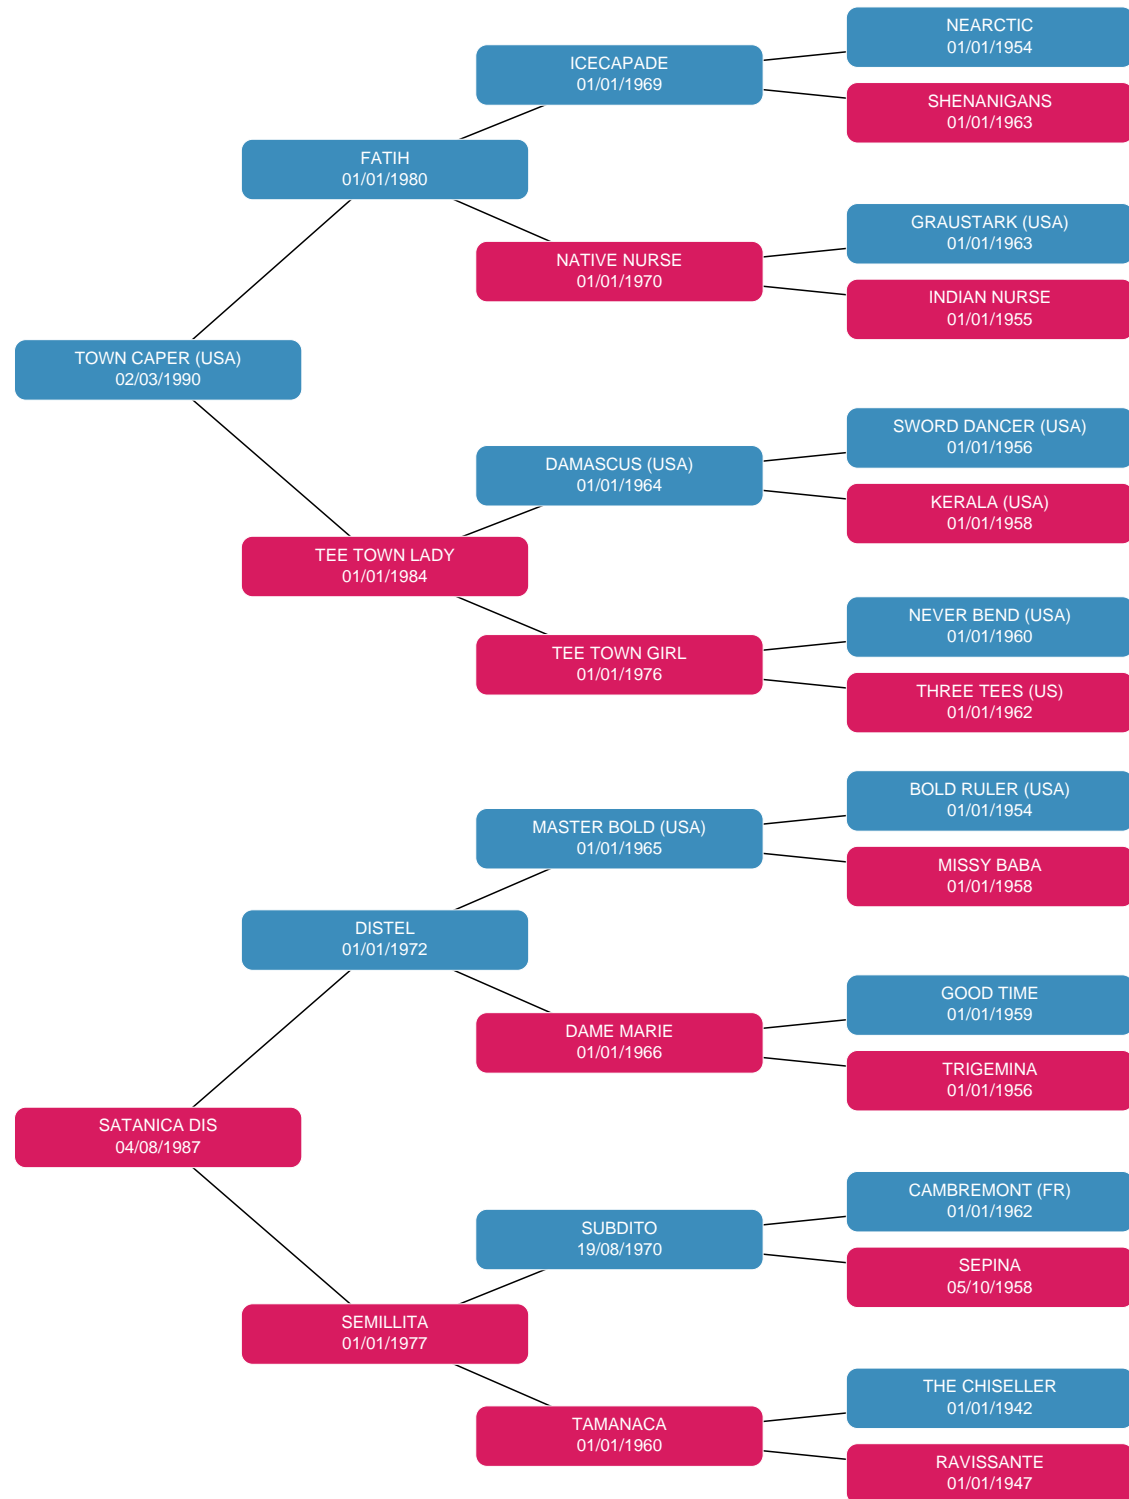 NEARCTIC
01/01/1954
ICECAPADE
01/01/1969
SHENANIGANS
01/01/1963
FATIH
01/01/1980
GRAUSTARK (USA)
01/01/1963
NATIVE NURSE
01/01/1970
INDIAN NURSE
01/01/1955
TOWN CAPER (USA)
02/03/1990
SWORD DANCER (USA)
01/01/1956
DAMASCUS (USA)
01/01/1964
KERALA (USA)
01/01/1958
TEE TOWN LADY
01/01/1984
NEVER BEND (USA)
01/01/1960
TEE TOWN GIRL
01/01/1976
THREE TEES (US)
01/01/1962
BOLD RULER (USA)
01/01/1954
MASTER BOLD (USA)
01/01/1965
MISSY BABA
01/01/1958
DISTEL
01/01/1972
GOOD TIME
01/01/1959
DAME MARIE
01/01/1966
TRIGEMINA
01/01/1956
SATANICA DIS
04/08/1987
CAMBREMONT (FR)
01/01/1962
SUBDITO
19/08/1970
SEPINA
05/10/1958
SEMILLITA
01/01/1977
THE CHISELLER
01/01/1942
TAMANACA
01/01/1960
RAVISSANTE
01/01/1947